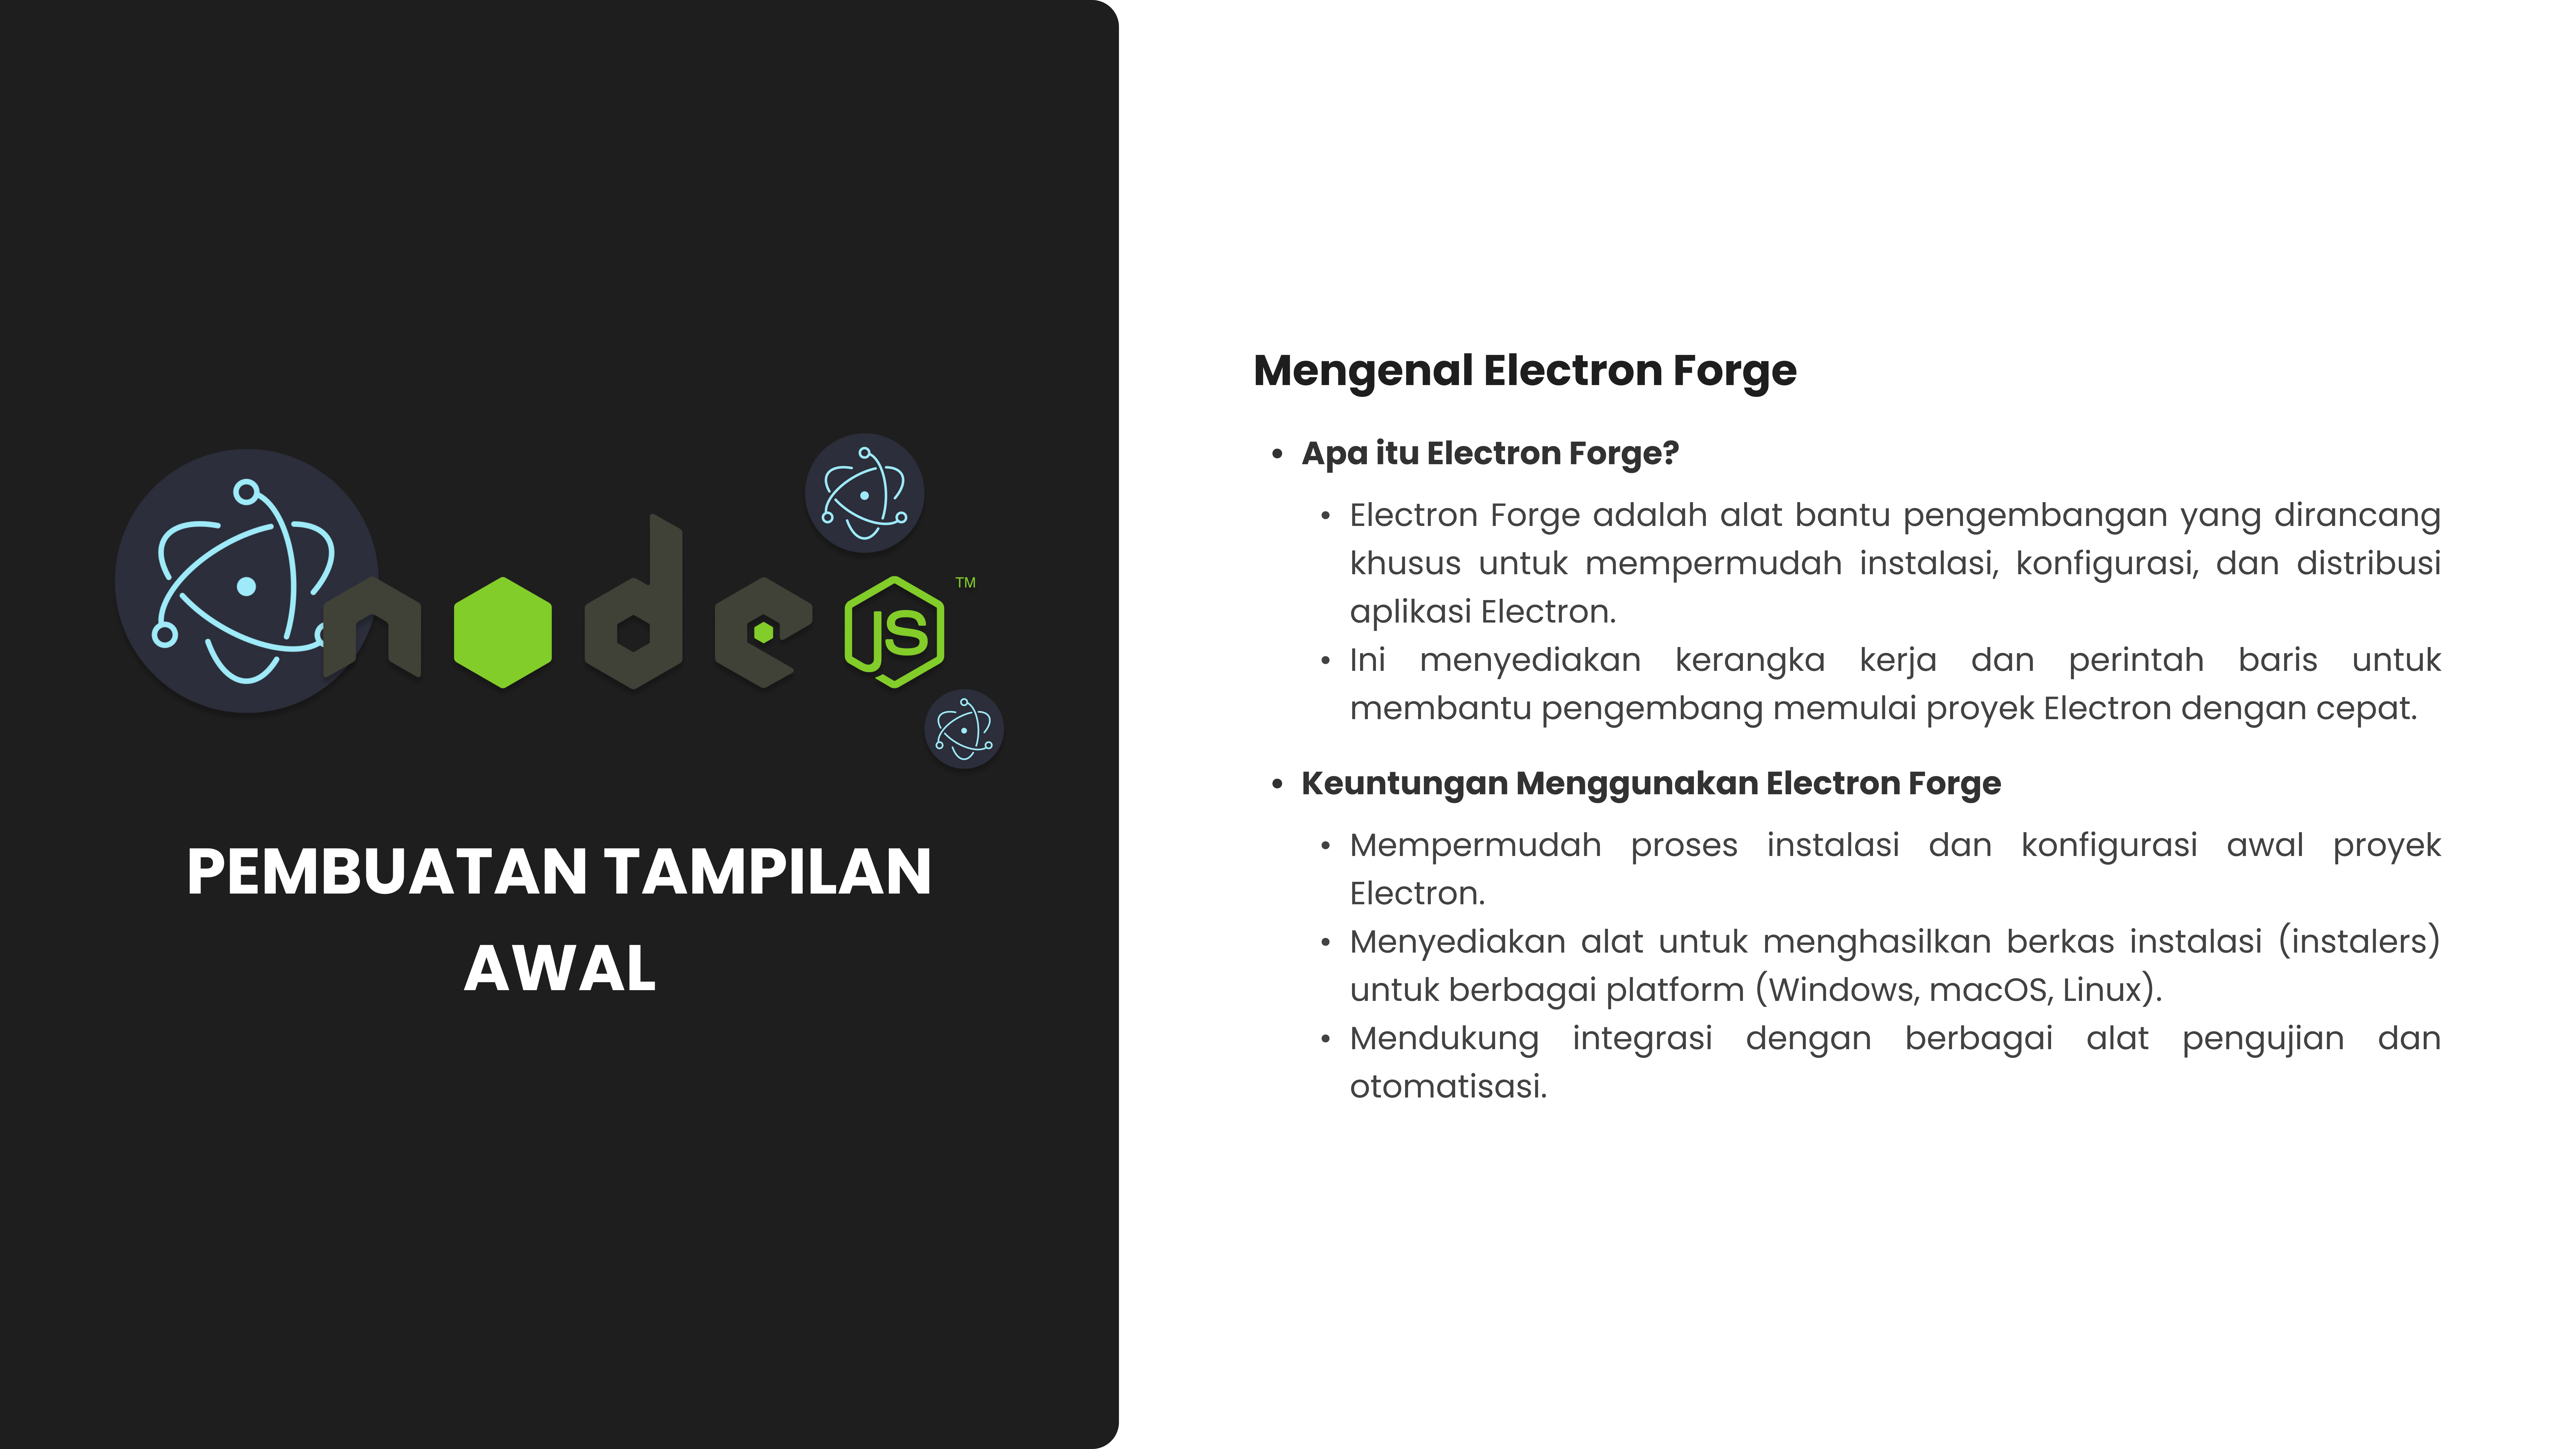 node JS ™
PEMBUATAN TAMPILAN
AWAL
Mengenal Electron Forge
• Apa itu Electron Forge?
• Electron Forge adalah alat bantu pengembangan yang dirancang
khusus untuk mempermudah instalasi, konfigurasi, dan distribusi
aplikasi Electron.
• Ini menyediakan kerangka kerja dan perintah baris untuk
membantu pengembang memulai proyek Electron dengan cepat.
• Keuntungan Menggunakan Electron Forge
• Mempermudah proses instalasi dan konfigurasi awal proyek
Electron.
• Menyediakan alat untuk menghasilkan berkas instalasi (instalers)
untuk berbagai platform (Windows, macOS, Linux).
• Mendukung integrasi dengan berbagai alat pengujian dan
otomatisasi.